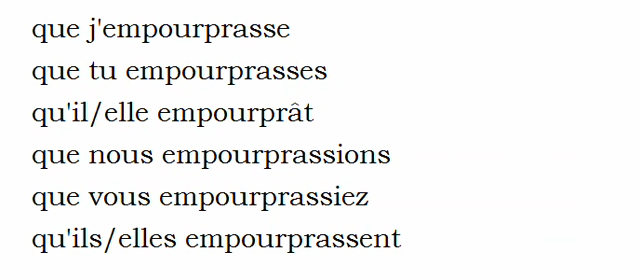 que j'empourprasse
que tu empourprasses
qu'il/elle empourprât
que nous empourprassions
que vous empourprassiez
qu'ils/elles empourprassent